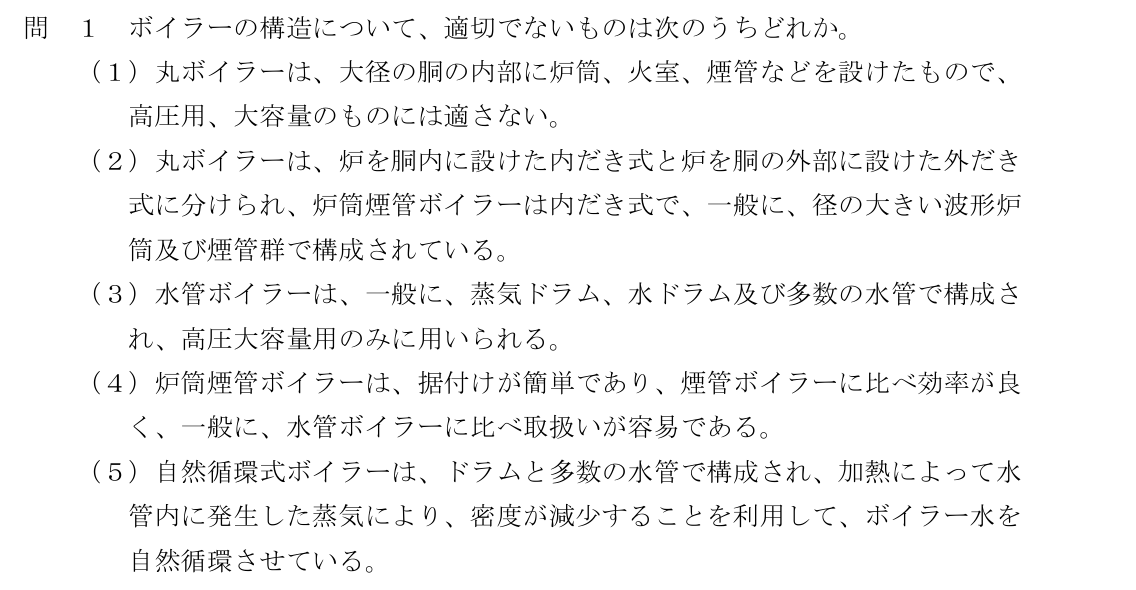 問　１　ボイラーの構造について、適切でないものは次のうちどれか。
（１）丸ボイラーは、大径の胴の内部に炉筒、火室、煙管などを設けたもので、
高圧用、大容量のものには適さない。
（２）丸ボイラーは、炉を胴内に設けた内だき式と炉を胴の外部に設けた外だき
式に分けられ、炉筒煙管ボイラーは内だき式で、一般に、径の大きい波形炉
筒及び煙管群で構成されている。
（３）水管ボイラーは、一般に、蒸気ドラム、水ドラム及び多数の水管で構成さ
れ、高圧大容量用のみに用いられる。
（４）炉筒煙管ボイラーは、据付けが簡単であり、煙管ボイラーに比べ効率が良
く、一般に、水管ボイラーに比べ取扱いが容易である。
（５）自然循環式ボイラーは、ドラムと多数の水管で構成され、加熱によって水
管内に発生した蒸気により、密度が減少することを利用して、ボイラー水を
自然循環させている。